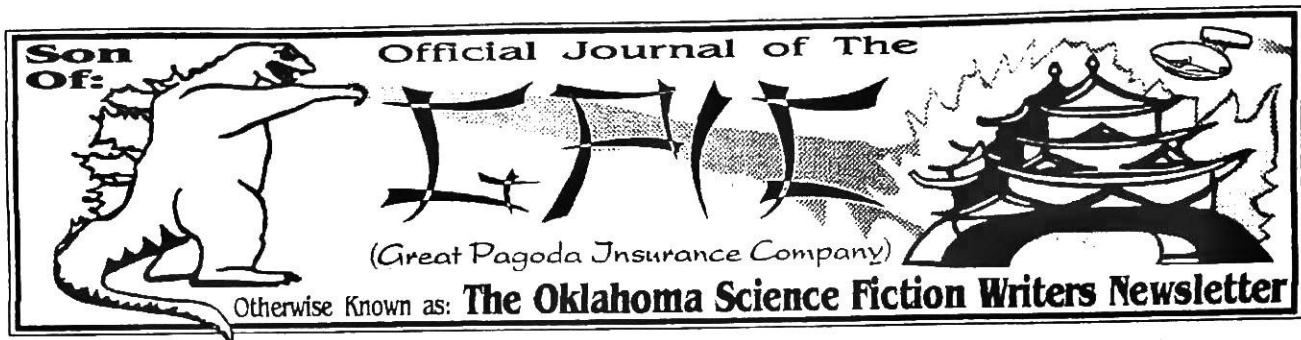 Son
Of:
Official Journal of The
GPIC
(Great Pagoda Insurance Company)
Otherwise Known as: The Oklahoma Science Fiction Writers Newsletter